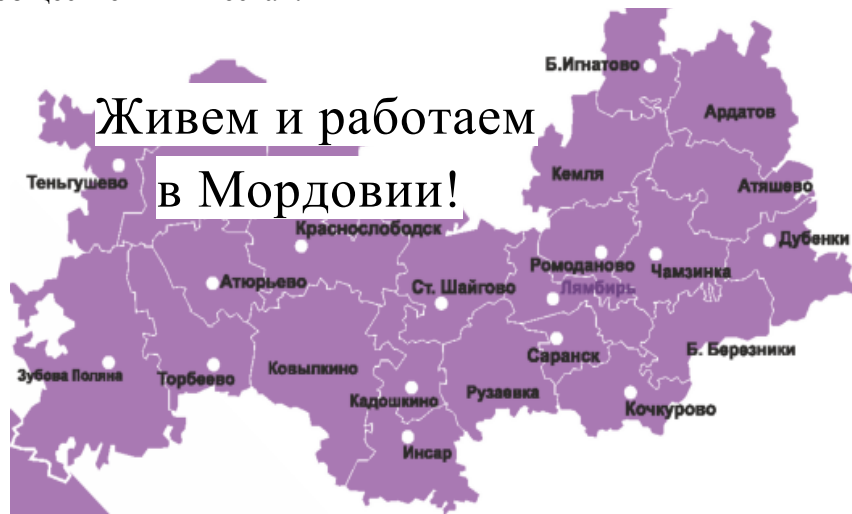 Живем и работаем
в Мордовии!
Б.Игнатово
Ардатов
Кемля
Атяшево
Теньгушево
Краснослободск
Дубенки
Ромоданово
Чамзинка
Атюрьево
Ст. Шайгово
Лямбирь
Саранск
Б. Березники
Зубова Поляна
Торбеево
Ковылкино
Кадошкино
Рузаевка
Кочкурово
Инсар